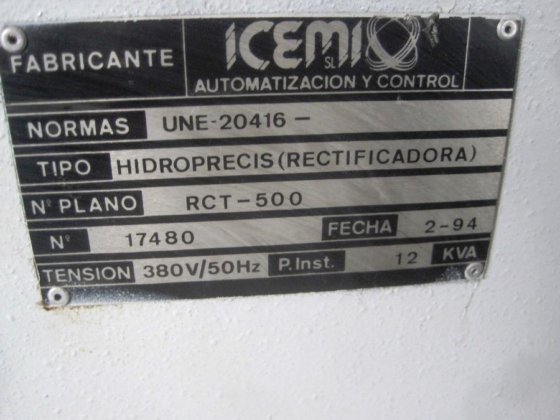 FABRICANTE ICEMI SL
AUTOMATIZACION Y CONTROL
NORMAS UNE-20416-
TIPO HIDROPRECIS (RECTIFICADORA)
Nº PLANO RCT-500
Nº 17480 FECHA 2-94
TENSION 380V/50Hz P.Inst. 12 KVA